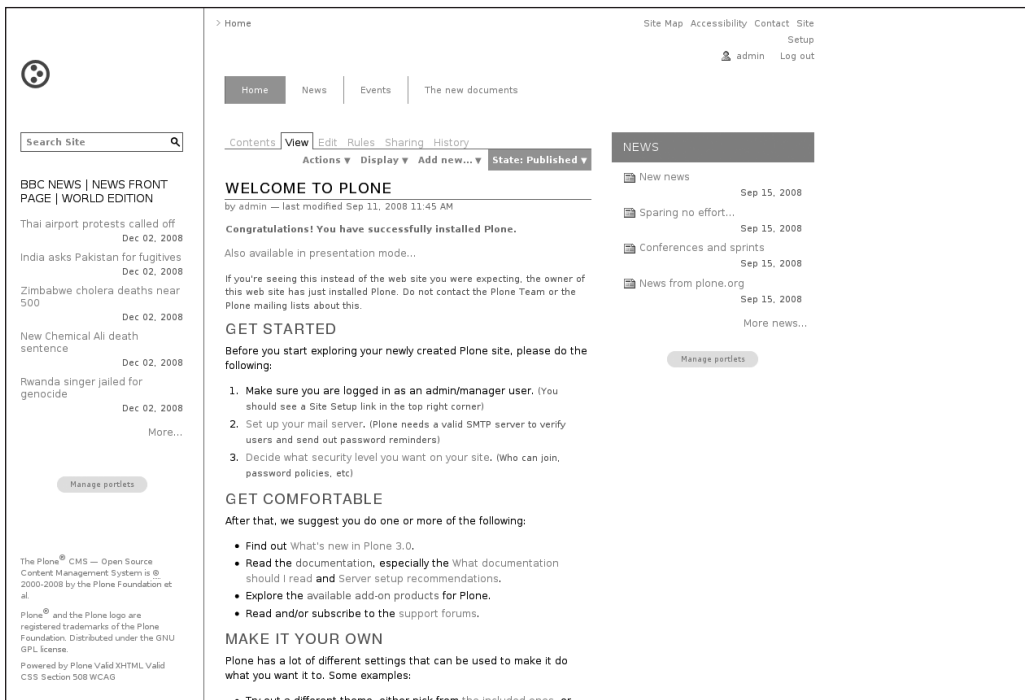 > Home
Site Map Accessibility Contact Site
Setup
admin Log out
Home News Events The new documents
Search Site
BBC NEWS | NEWS FRONT
PAGE | WORLD EDITION
Thai airport protests called off
Dec 02, 2008
India asks Pakistan for fugitives
Dec 02, 2008
Zimbabwe cholera deaths near
500
Dec 02, 2008
New Chemical Ali death
sentence
Dec 02, 2008
Rwanda singer jailed for
genocide
Dec 02, 2008
More...
Manage portlets
The Plone® CMS — Open Source
Content Management System is ©
2000-2008 by the Plone Foundation et
al.
Plone® and the Plone logo are
registered trademarks of the Plone
Foundation. Distributed under the GNU
GPL license.
Powered by Plone Valid XHTML Valid
CSS Section 508 WCAG
Contents View Edit Rules Sharing History
Actions ▼ Display ▼ Add new... ▼ State: Published ▼
WELCOME TO PLONE
by admin — last modified Sep 11, 2008 11:45 AM
Congratulations! You have successfully installed Plone.
Also available in presentation mode...
If you're seeing this instead of the web site you were expecting, the owner of
this web site has just installed Plone. Do not contact the Plone Team or the
Plone mailing lists about this.
GET STARTED
Before you start exploring your newly created Plone site, please do the
following:
1. Make sure you are logged in as an admin/manager user. (You
should see a Site Setup link in the top right corner)
2. Set up your mail server. (Plone needs a valid SMTP server to verify
users and send out password reminders)
3. Decide what security level you want on your site. (Who can join,
password policies, etc)
GET COMFORTABLE
After that, we suggest you do one or more of the following:
• Find out What's new in Plone 3.0.
• Read the documentation, especially the What documentation
should I read and Server setup recommendations.
• Explore the available add-on products for Plone.
• Read and/or subscribe to the support forums.
MAKE IT YOUR OWN
Plone has a lot of different settings that can be used to make it do
what you want it to. Some examples:
• Try out a different theme, either pick from the included ones, or
NEWS
New news
Sep 15, 2008
Sparing no effort...
Sep 15, 2008
Conferences and sprints
Sep 15, 2008
News from plone.org
Sep 15, 2008
More news...
Manage portlets